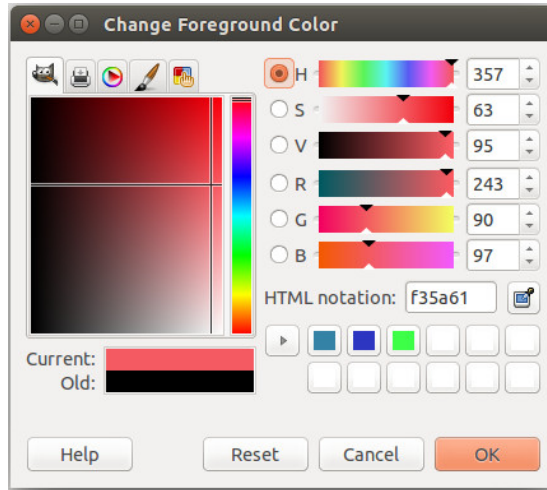 Change Foreground Color
H 357
S 63
V 95
R 243
G 90
B 97
HTML notation: f35a61
Current:
Old:
Help Reset Cancel OK